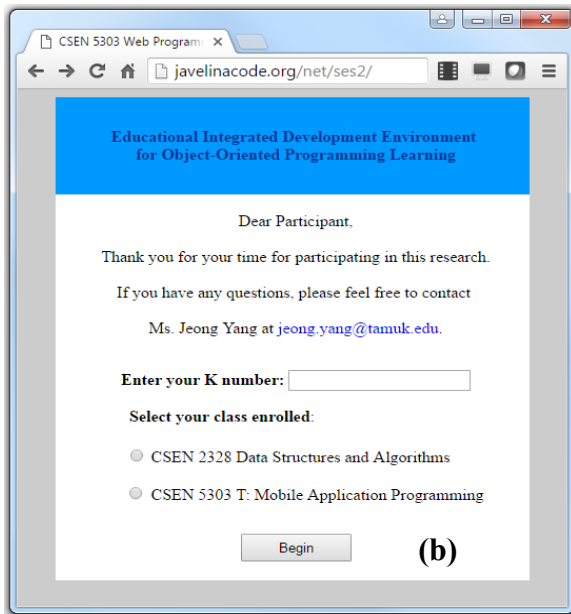 CSEN 5303 Web Program
javelinacode.org/net/ses2/
Educational Integrated Development Environment
for Object-Oriented Programming Learning
Dear Participant,
Thank you for your time for participating in this research.
If you have any questions, please feel free to contact
Ms. Jeong Yang at jeong.yang@tamuk.edu.
Enter your K number:
Select your class enrolled:
CSEN 2328 Data Structures and Algorithms
CSEN 5303 T: Mobile Application Programming
Begin
(b)